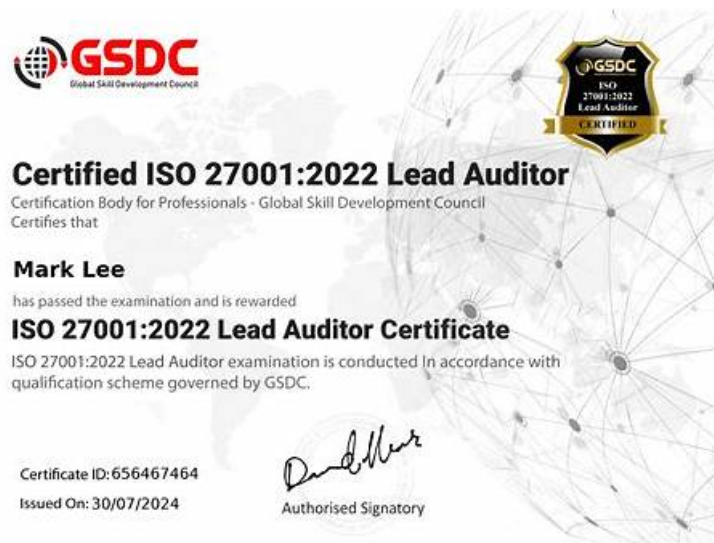 GSDC
Global Skill Development Council
GSDC
ISO
27001:2022
Lead Auditor
CERTIFIED
Certified ISO 27001:2022 Lead Auditor
Certification Body for Professionals - Global Skill Development Council
Certifies that
Mark Lee
has passed the examination and is rewarded
ISO 27001:2022 Lead Auditor Certificate
ISO 27001:2022 Lead Auditor examination is conducted In accordance with
qualification scheme governed by GSDC.
Certificate ID: 656467464
Issued On: 30/07/2024
Authorised Signatory